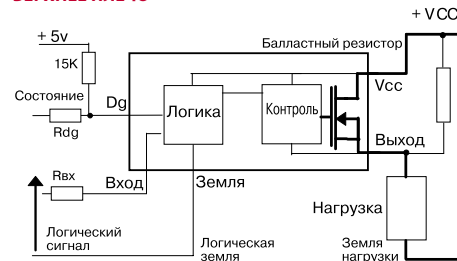 + VCC
+ 5v
Балластный резистор
15K
Vcc
Состояние
Dg
Логика
Контроль
Rdg
Выход
Rвх
Вход
Земля
Нагрузка
Логический
сигнал
Логическая
земля
Земля
нагрузки